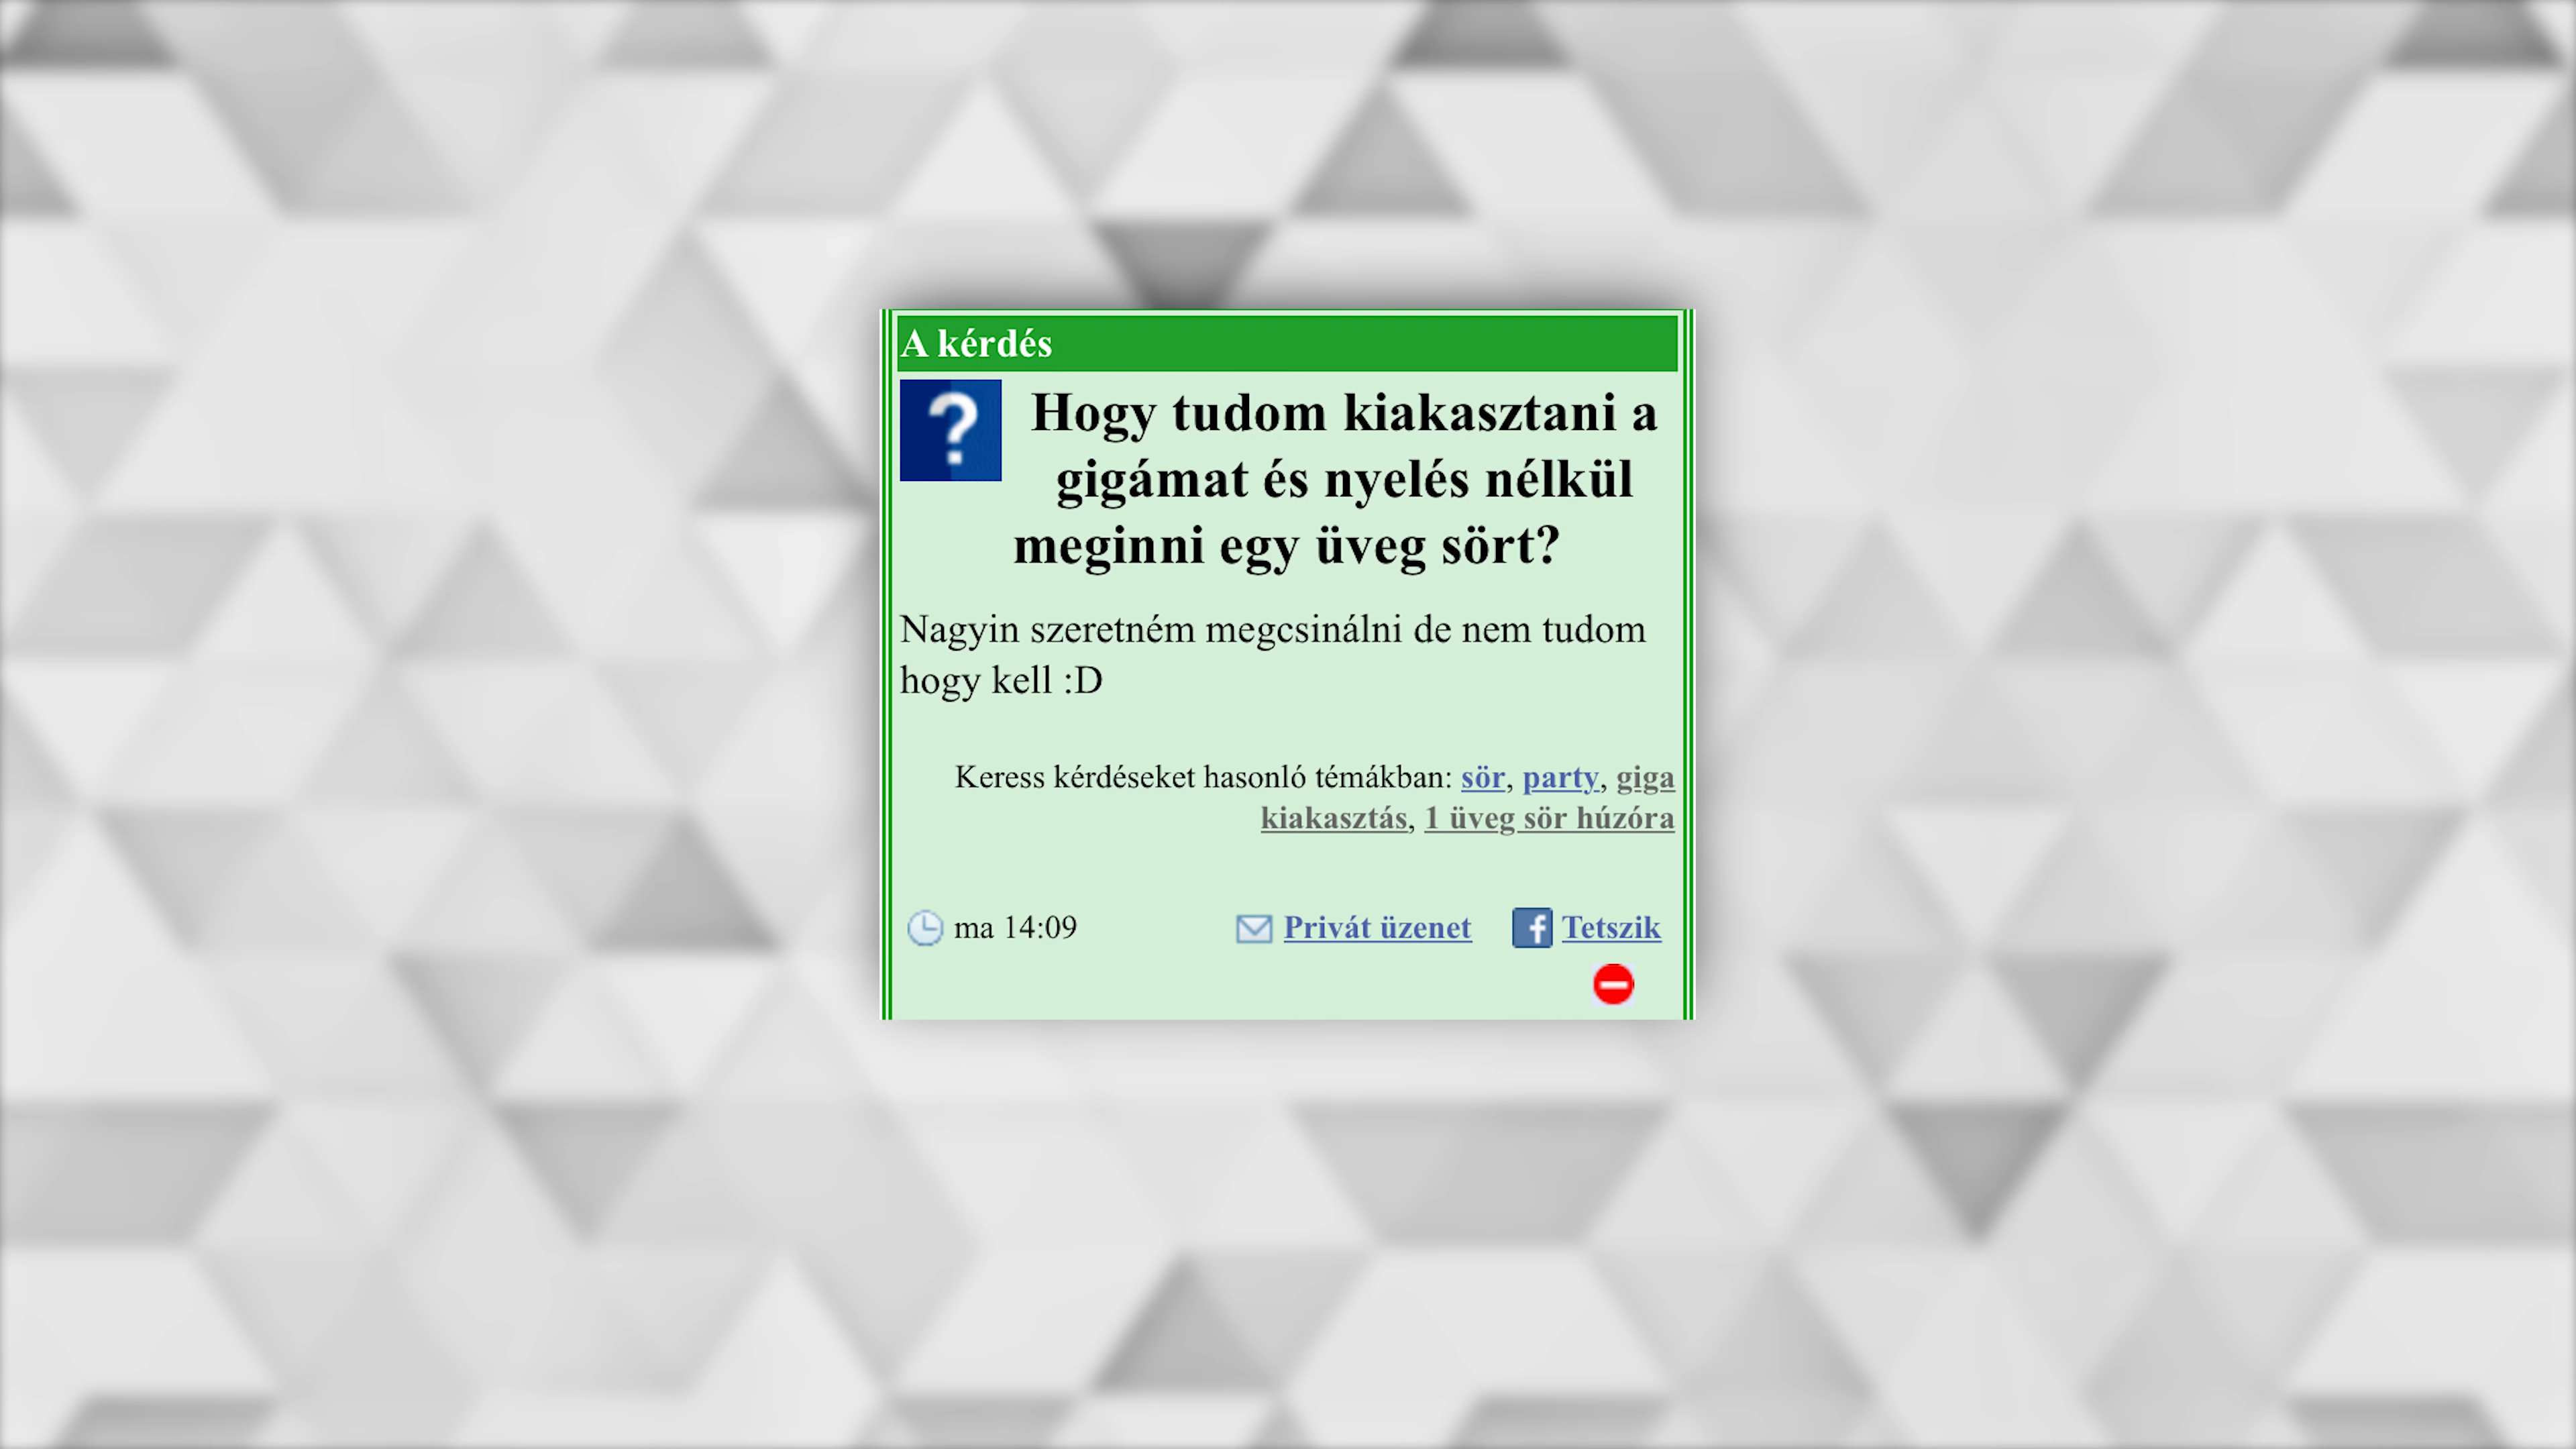 A kérdés
Hogy tudom kiakasztani a
gigámat és nyelés nélkül
meginni egy üveg sört?
Nagyin szeretném megcsinálni de nem tudom
hogy kell :D
Keress kérdéseket hasonló témákban: sör, party, giga
kiakasztás, 1 üveg sör húzóra
ma 14:09 Privát üzenet Tetszik